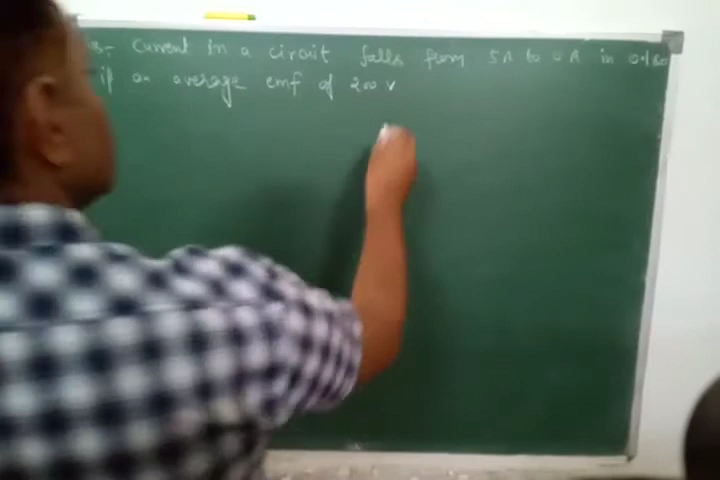 Current in a circuit falls from 5A to 0A in
if an average emf of 200 V